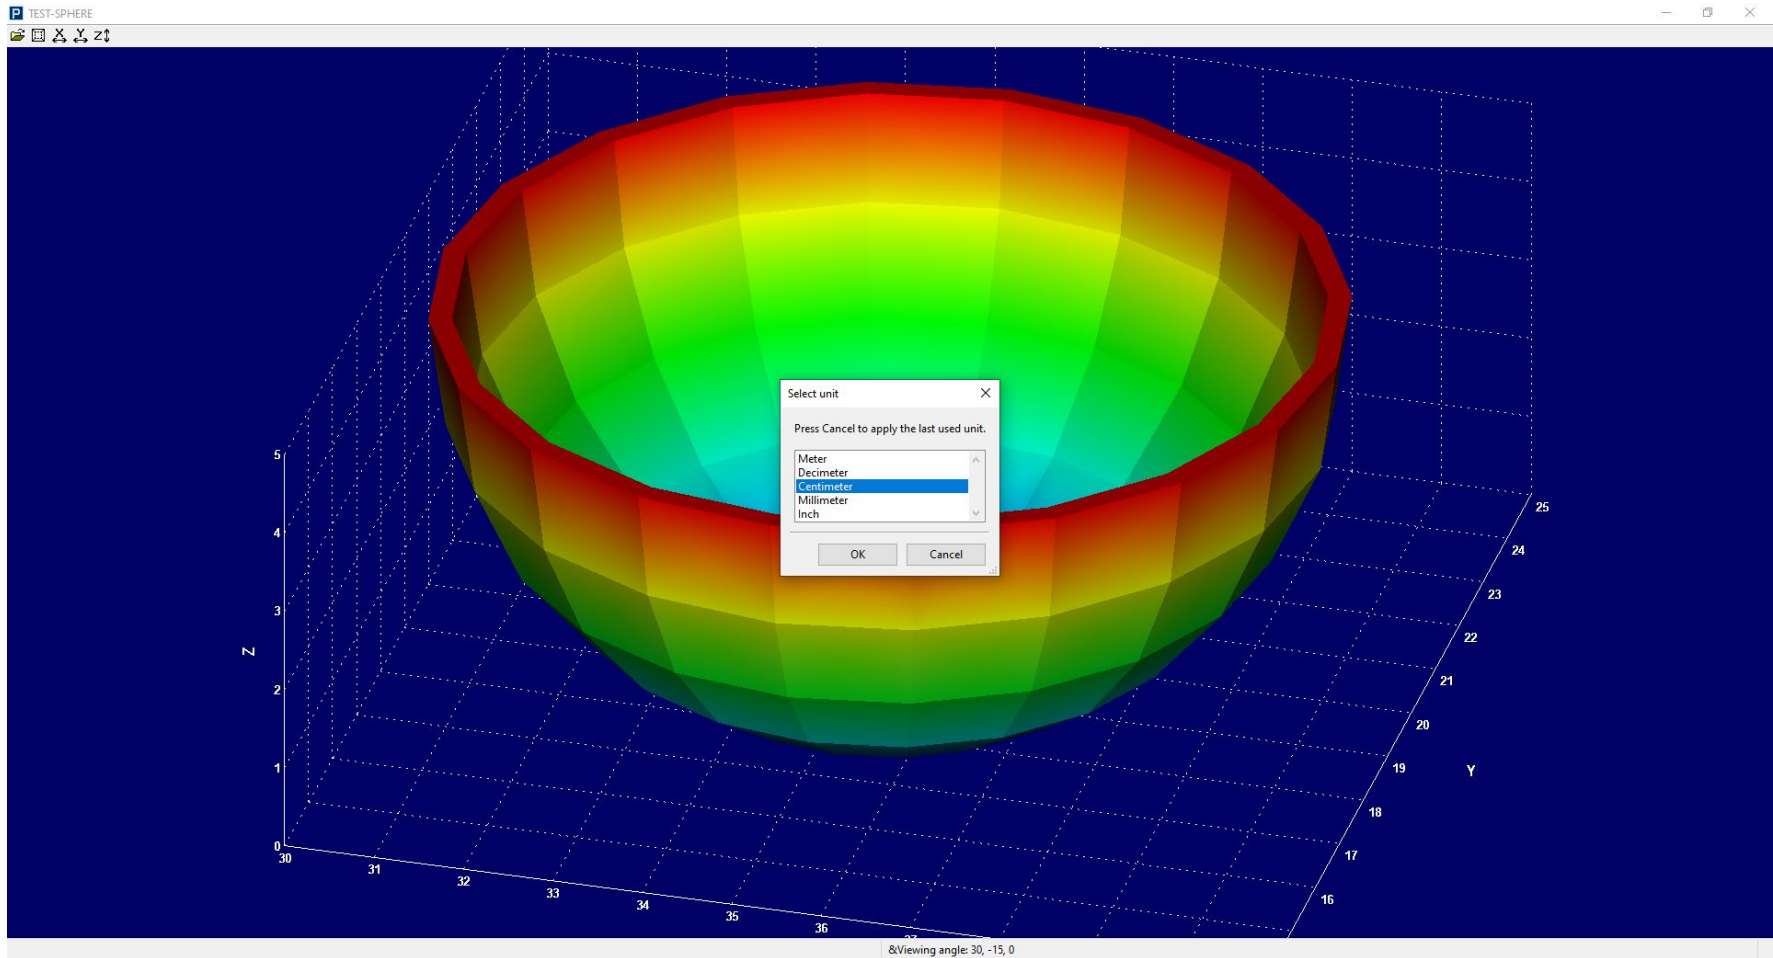 P TEST-SPHERE
X Y Z
Select unit
Press Cancel to apply the last used unit.
Meter
Decimeter
Centimeter
Millimeter
Inch
OK Cancel
5
4
3
2
1
0
Z
30
31
32
33
34
35
36
25
24
23
22
21
20
19
18
17
16
Y
&Viewing angle: 30, -15, 0